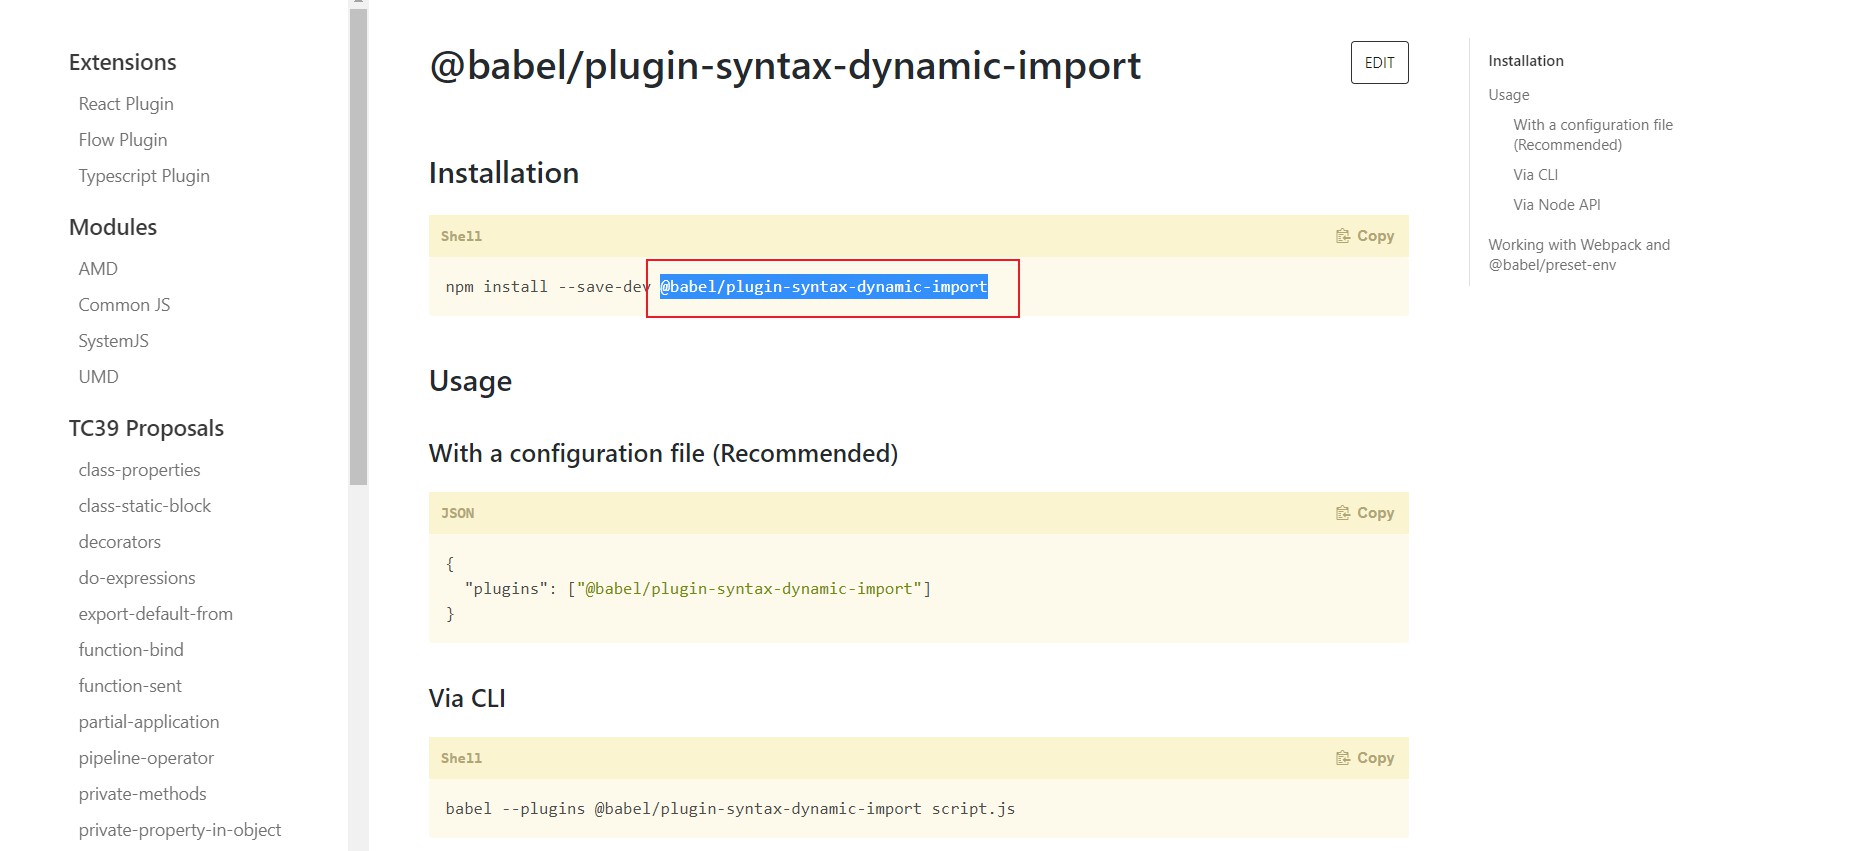 Extensions
React Plugin
Flow Plugin
Typescript Plugin
Modules
AMD
Common JS
SystemJS
UMD
TC39 Proposals
class-properties
class-static-block
decorators
do-expressions
export-default-from
function-bind
function-sent
partial-application
pipeline-operator
private-methods
private-property-in-object
@babel/plugin-syntax-dynamic-import
EDIT
Installation
Shell
Copy
npm install --save-dev @babel/plugin-syntax-dynamic-import
Usage
With a configuration file (Recommended)
JSON
Copy
{
  "plugins": ["@babel/plugin-syntax-dynamic-import"]
}
Via CLI
Shell
Copy
babel --plugins @babel/plugin-syntax-dynamic-import script.js
Installation
Usage
With a configuration file
(Recommended)
Via CLI
Via Node API
Working with Webpack and
@babel/preset-env